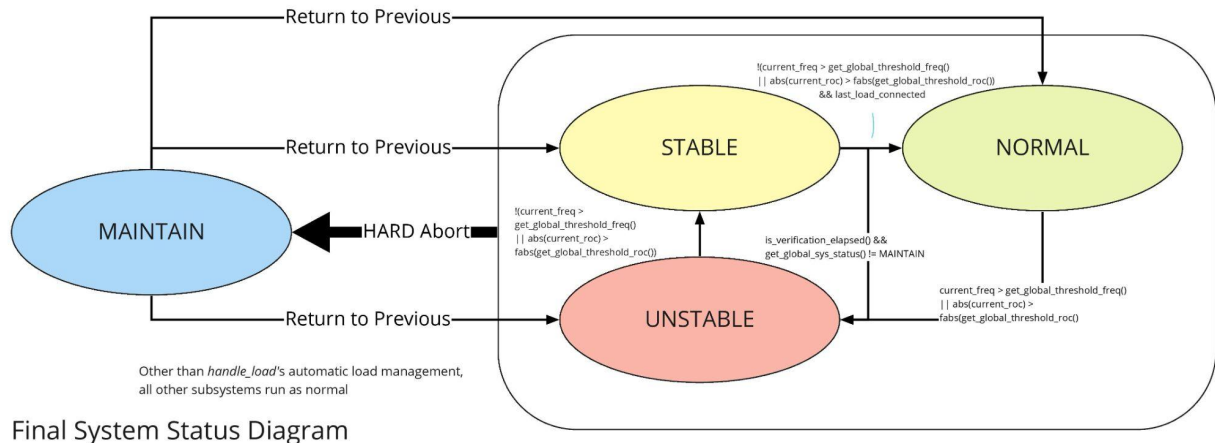 Return to Previous
!(current_freq > get_global_threshold_freq()
|| abs(current_roc) > fabs(get_global_threshold_roc())
&& last_load_connected
Return to Previous
STABLE
NORMAL
MAINTAIN
HARD Abort
!(current_freq >
get_global_threshold_freq()
|| abs(current_roc) >
fabs(get_global_threshold_roc())
is_verification_elapsed() &&
get_global_sys_status() != MAINTAIN
current_freq > get_global_threshold_freq()
|| abs(current_roc) >
fabs(get_global_threshold_roc()
Return to Previous
UNSTABLE
Other than handle_load's automatic load management,
all other subsystems run as normal
Final System Status Diagram